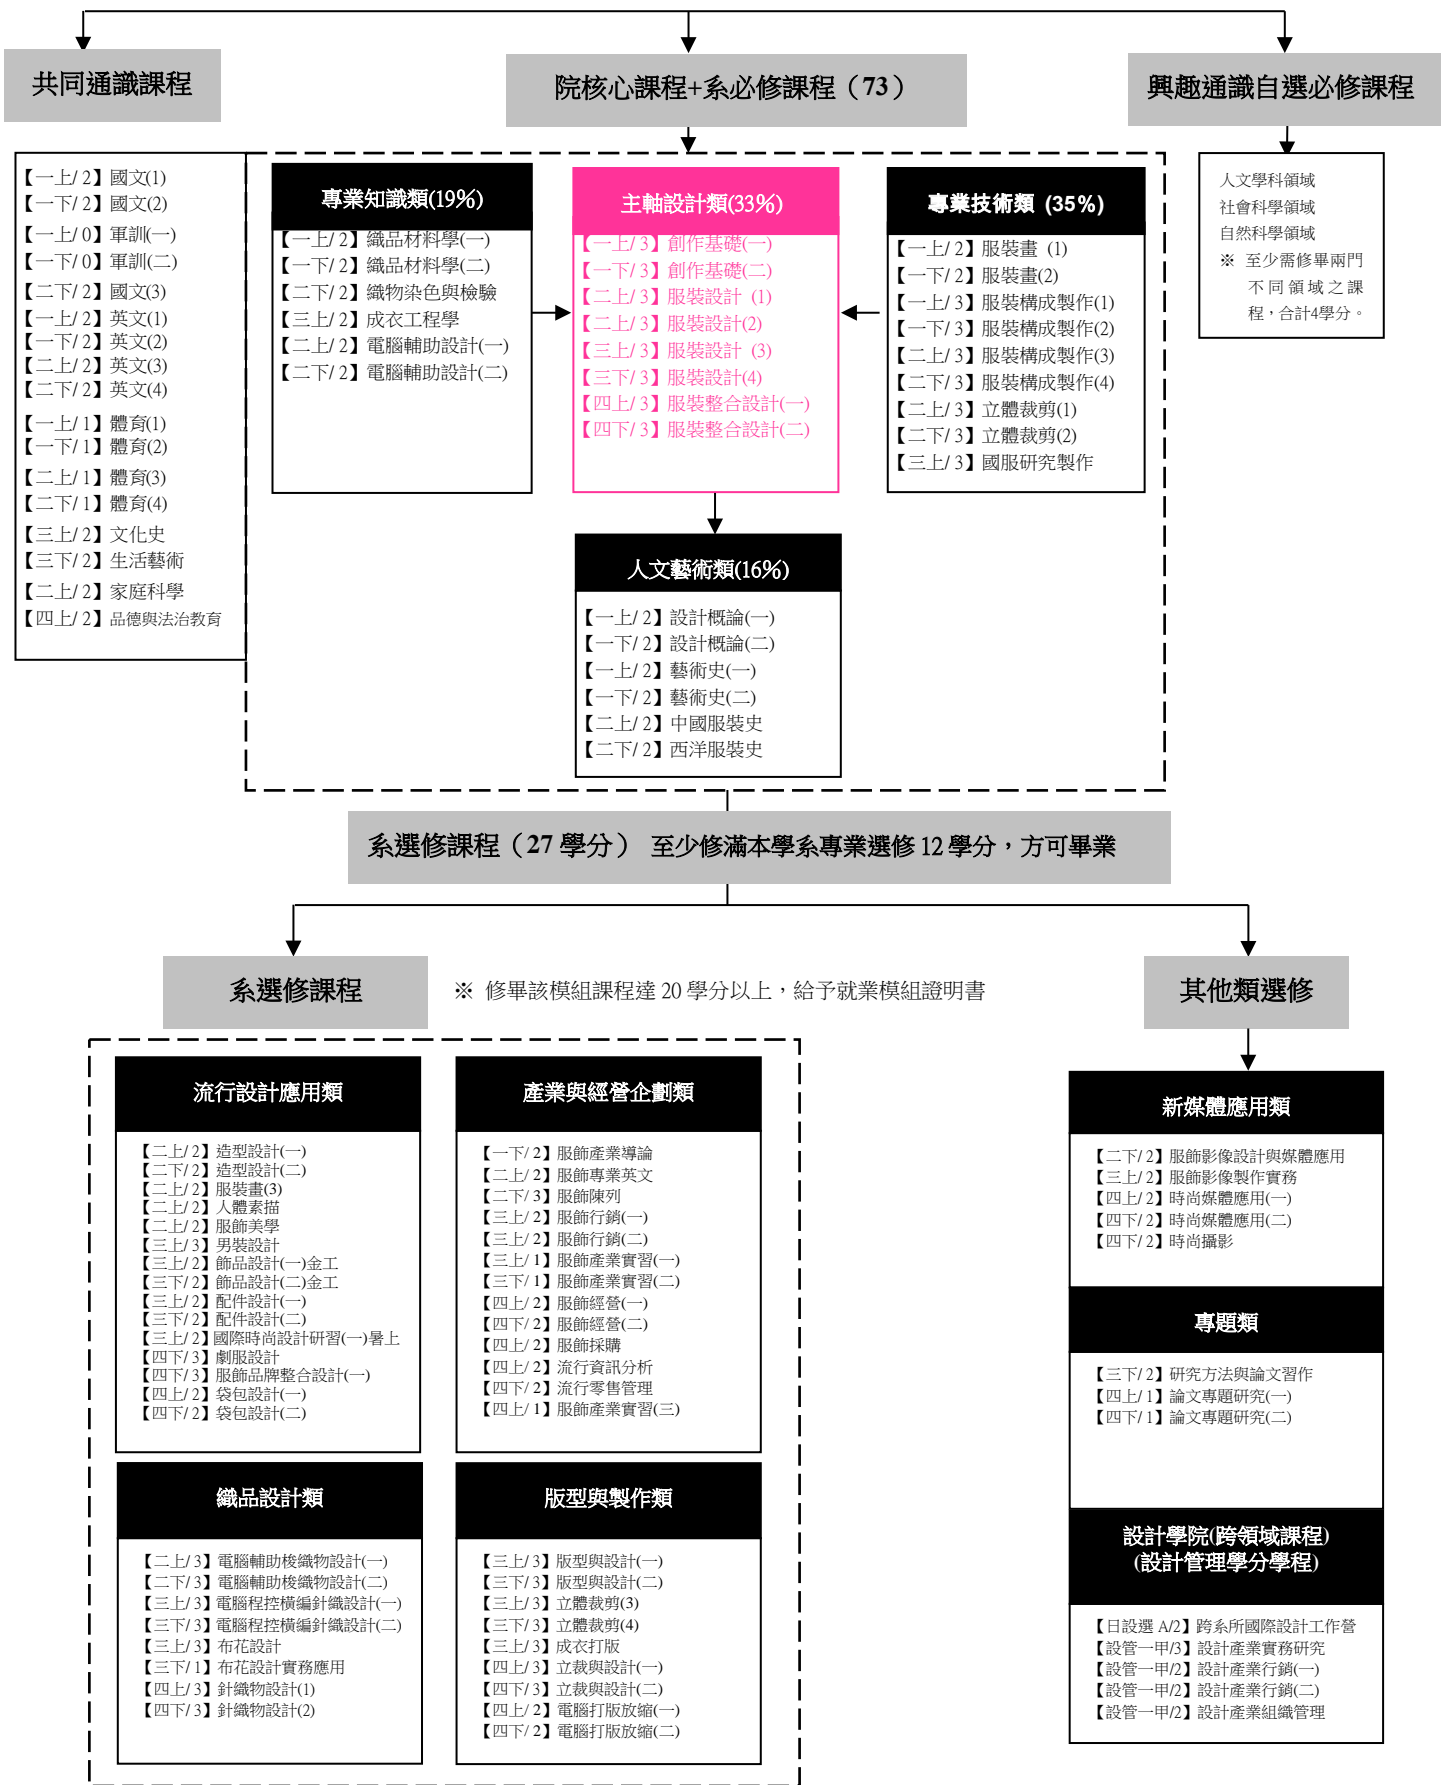 共同通識課程
院核心課程+系必修課程（73）
興趣通識自選必修課程
【一上/ 2】國文(1)
【一下/ 2】國文(2)
【一上/ 0】軍訓(一)
【一下/ 0】軍訓(二)
【二下/ 2】國文(3)
【一上/ 2】英文(1)
【一下/ 2】英文(2)
【二上/ 2】英文(3)
【二下/ 2】英文(4)
【一上/ 1】體育(1)
【一下/ 1】體育(2)
【二上/ 1】體育(3)
【二下/ 1】體育(4)
【三上/ 2】文化史
【三下/ 2】生活藝術
【二上/ 2】家庭科學
【四上/ 2】品德與法治教育
專業知識類(19%)
【一上/ 2】織品材料學(一)
【一下/ 2】織品材料學(二)
【二下/ 2】織物染色與檢驗
【三上/ 2】成衣工程學
【二上/ 2】電腦輔助設計(一)
【二下/ 2】電腦輔助設計(二)
主軸設計類(33%)
【一上/ 3】創作基礎(一)
【一下/ 3】創作基礎(二)
【二上/ 3】服裝設計 (1)
【二上/ 3】服裝設計(2)
【三上/ 3】服裝設計 (3)
【三下/ 3】服裝設計(4)
【四上/ 3】服裝整合設計(一)
【四下/ 3】服裝整合設計(二)
專業技術類 (35%)
【一上/ 2】服裝畫 (1)
【一下/ 2】服裝畫(2)
【一上/ 3】服裝構成製作(1)
【一下/ 3】服裝構成製作(2)
【二上/ 3】服裝構成製作(3)
【二下/ 3】服裝構成製作(4)
【二上/ 3】立體裁剪(1)
【二下/ 3】立體裁剪(2)
【三上/ 3】國服研究製作
人文學科領域
社會科學領域
自然科學領域
※ 至少需修畢兩門
不同領域之課
程，合計4學分。
人文藝術類(16%)
【一上/ 2】設計概論(一)
【一下/ 2】設計概論(二)
【一上/ 2】藝術史(一)
【一下/ 2】藝術史(二)
【二上/ 2】中國服裝史
【二下/ 2】西洋服裝史
系選修課程（27 學分） 至少修滿本學系專業選修 12 學分，方可畢業
系選修課程
※ 修畢該模組課程達 20 學分以上，給予就業模組證明書
其他類選修
流行設計應用類
【二上/ 2】造型設計(一)
【二下/ 2】造型設計(二)
【二上/ 2】服裝畫(3)
【二上/ 2】人體素描
【二上/ 2】服飾美學
【三上/ 3】男裝設計
【三上/ 2】飾品設計(一)金工
【三下/ 2】飾品設計(二)金工
【三上/ 2】配件設計(一)
【三下/ 2】配件設計(二)
【三上/ 2】國際時尚設計研習(一)暑上
【四下/ 3】劇服設計
【四下/ 3】服飾品牌整合設計(一)
【四上/ 2】袋包設計(一)
【四下/ 2】袋包設計(二)
產業與經營企劃類
【一下/ 2】服飾產業導論
【二上/ 2】服飾專業英文
【二下/ 3】服飾陳列
【三上/ 2】服飾行銷(一)
【三上/ 2】服飾行銷(二)
【三上/ 1】服飾產業實習(一)
【三下/ 1】服飾產業實習(二)
【四上/ 2】服飾經營(一)
【四下/ 2】服飾經營(二)
【四上/ 2】服飾採購
【四上/ 2】流行資訊分析
【四下/ 2】流行零售管理
【四上/ 1】服飾產業實習(三)
織品設計類
【二上/ 3】電腦輔助梭織物設計(一)
【二下/ 3】電腦輔助梭織物設計(二)
【三上/ 3】電腦程控橫編針織設計(一)
【三下/ 3】電腦程控橫編針織設計(二)
【三上/ 3】布花設計
【三下/ 1】布花設計實務應用
【四上/ 3】針織物設計(1)
【四下/ 3】針織物設計(2)
版型與製作類
【三上/ 3】版型與設計(一)
【三下/ 3】版型與設計(二)
【三上/ 3】立體裁剪(3)
【三下/ 3】立體裁剪(4)
【三上/ 3】成衣打版
【四上/ 3】立裁與設計(一)
【四下/ 3】立裁與設計(二)
【四上/ 2】電腦打版放縮(一)
【四下/ 2】電腦打版放縮(二)
新媒體應用類
【二下/ 2】服飾影像設計與媒體應用
【三上/ 2】服飾影像製作實務
【四上/ 2】時尚媒體應用(一)
【四下/ 2】時尚媒體應用(二)
【四下/ 2】時尚攝影
專題類
【三下/ 2】研究方法與論文習作
【四上/ 1】論文專題研究(一)
【四下/ 1】論文專題研究(二)
設計學院(跨領域課程)
(設計管理學分學程)
【日設選 A/2】跨系所國際設計工作營
【設管一甲/3】設計產業實務研究
【設管一甲/2】設計產業行銷(一)
【設管一甲/2】設計產業行銷(二)
【設管一甲/2】設計產業組織管理